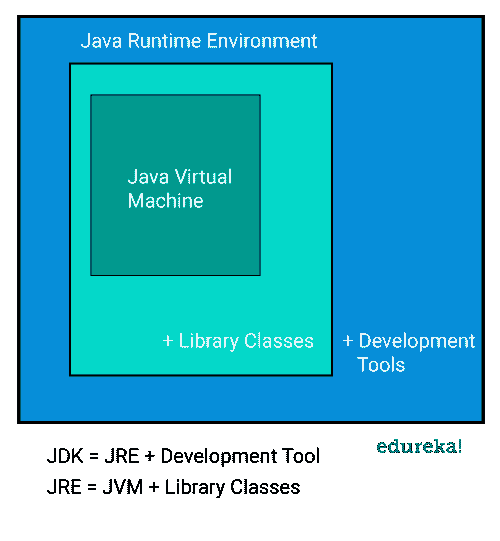 Java Runtime Environment
Java Virtual
Machine
+ Library Classes
+ Development
Tools
edureka!
JDK = JRE + Development Tool
JRE = JVM + Library Classes